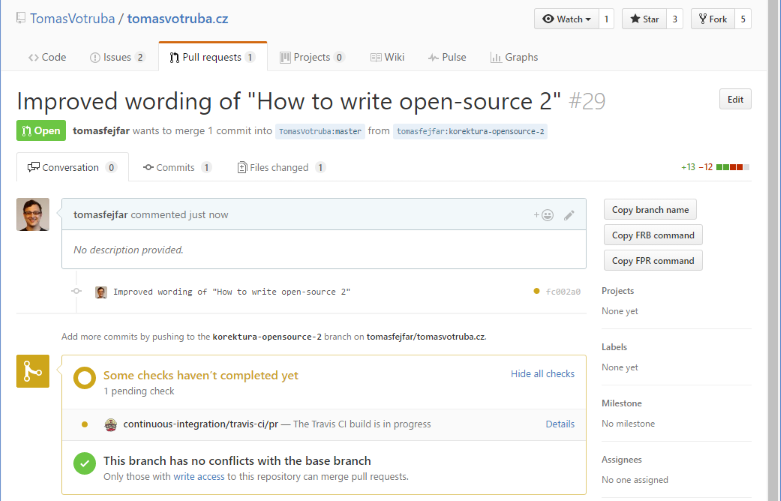 TomasVotruba / tomasvotruba.cz
Watch 1 Star 3 Fork 5
Code Issues 2 Pull requests 1 Projects 0 Wiki Pulse Graphs
Improved wording of "How to write open-source 2" #29 Edit
Open tomasfejfar wants to merge 1 commit into TomasVotruba:master from tomasfejfar:korektura-opensource-2
Conversation 0 Commits 1 Files changed 1 +13 −12
tomasfejfar commented just now
No description provided.
Improved wording of "How to write open-source 2" fc002a0
Add more commits by pushing to the korektura-opensource-2 branch on tomasfejfar/tomasvotruba.cz.
Some checks haven't completed yet Hide all checks
1 pending check
continuous-integration/travis-ci/pr — The Travis CI build is in progress Details
This branch has no conflicts with the base branch
Only those with write access to this repository can merge pull requests.
Copy branch name
Copy FRB command
Copy FPR command
Projects
None yet
Labels
None yet
Milestone
No milestone
Assignees
No one assigned